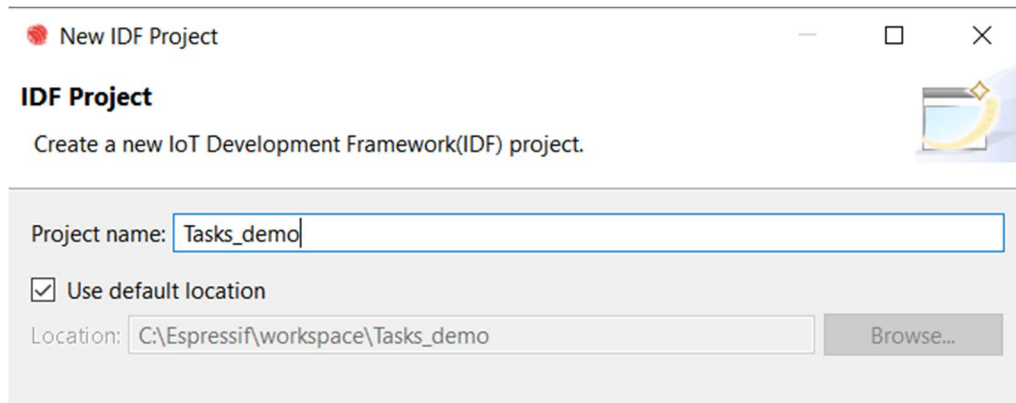 New IDF Project
IDF Project
Create a new IoT Development Framework(IDF) project.
Project name: Tasks_demo
Use default location
Location: C:\Espressif\workspace\Tasks_demo Browse...